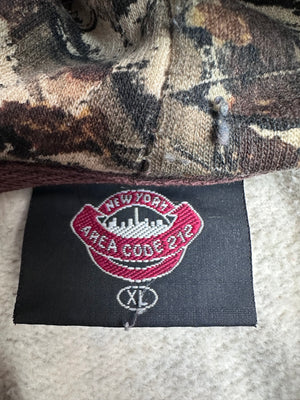 NEW YORK
AREA CODE 212
XL